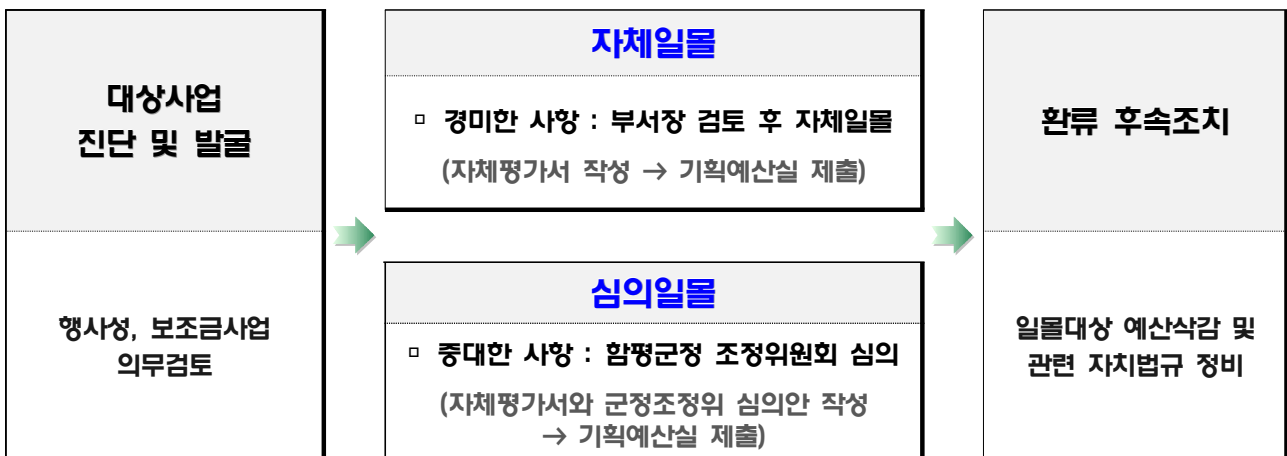 대상사업
진단 및 발굴
행사성, 보조금사업
의무검토
자체일몰
▫ 경미한 사항 : 부서장 검토 후 자체일몰
(자체평가서 작성 → 기획예산실 제출)
심의일몰
▫ 중대한 사항 : 함평군정 조정위원회 심의
(자체평가서와 군정조정위 심의안 작성
→ 기획예산실 제출)
환류 후속조치
일몰대상 예산삭감 및
관련 자치법규 정비